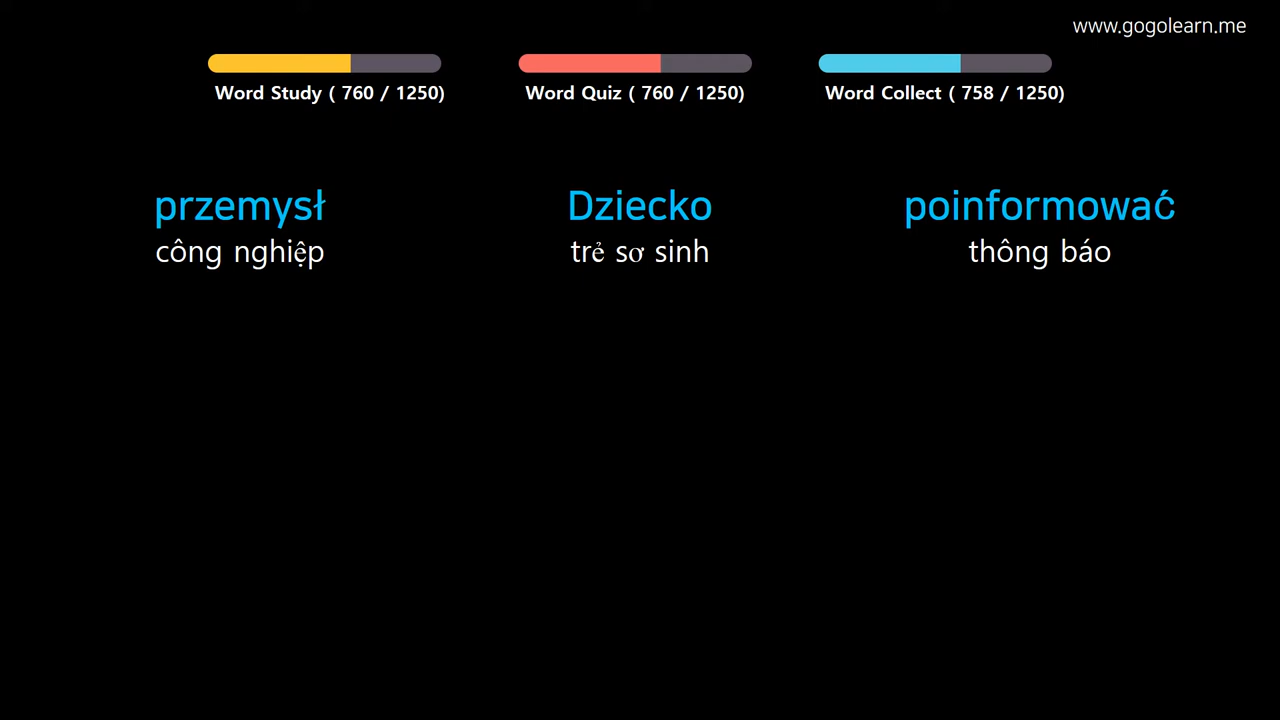 www.gogolearn.me
Word Study ( 760 / 1250)
Word Quiz ( 760 / 1250)
Word Collect ( 758 / 1250)
przemysł
công nghiệp
Dziecko
trẻ sơ sinh
poinformować
thông báo